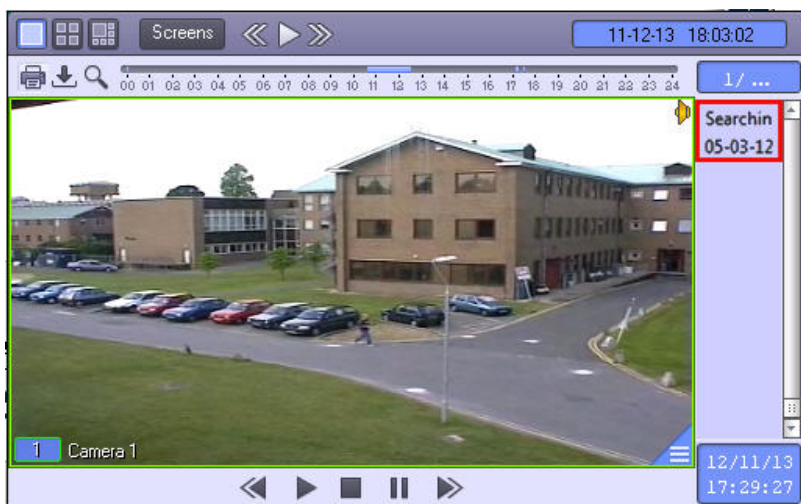 Screens
11-12-13 18:03:02
00 01 02 03 04 05 06 07 08 09 10 11 12 13 14 15 16 17 18 19 20 21 22 23 24
1/ ...
Searchin
05-03-12
1 Camera 1
12/11/13
17:29:27